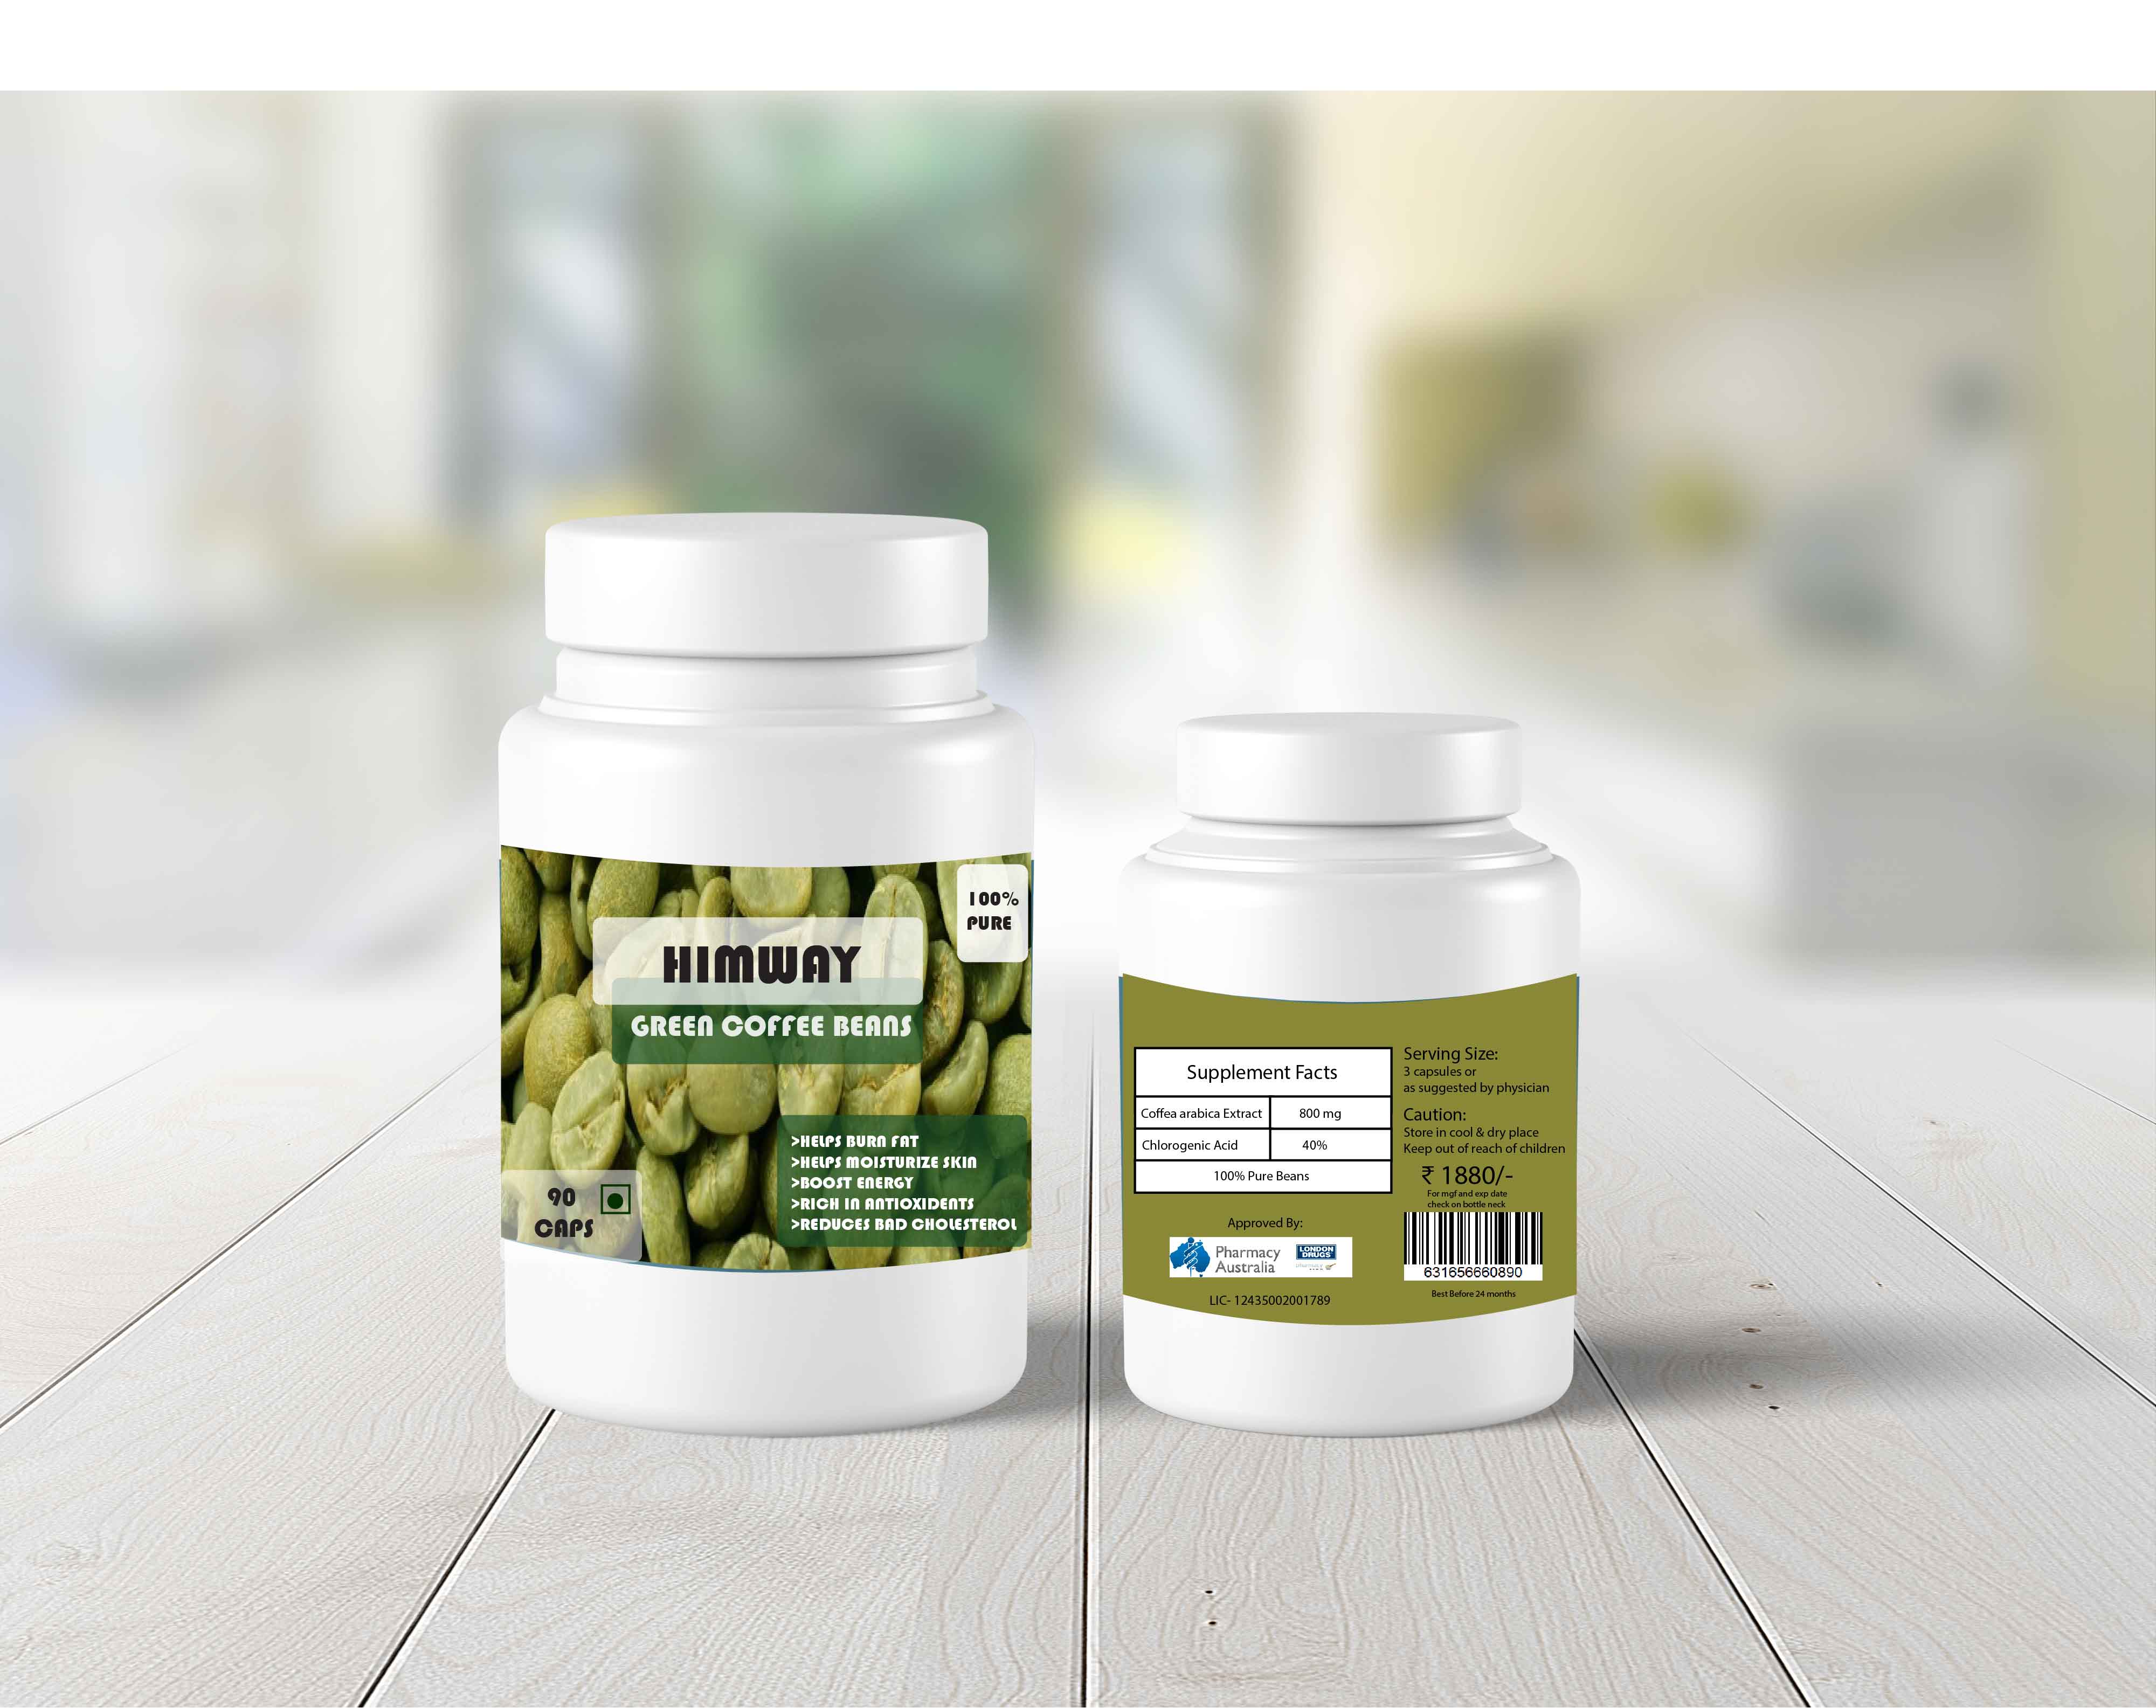 HIMWAY
GREEN COFFEE BEANS
100%
PURE
>HELPS BURN FAT
>HELPS MOISTURIZE SKIN
>BOOST ENERGY
>RICH IN ANTIOXIDENTS
>REDUCES BAD CHOLESTEROL
90
CAPS
Supplement Facts
Coffea arabica Extract 800 mg
Chlorogenic Acid 40%
100% Pure Beans
Approved By:
Pharmacy
Australia
LONDON
DRUGS
LIC- 12435002001789
Serving Size:
3 capsules or
as suggested by physician
Caution:
Store in cool & dry place
Keep out of reach of children
₹ 1880/-
For mgf and exp date
check on bottle neck
631656660890
Best Before 24 months